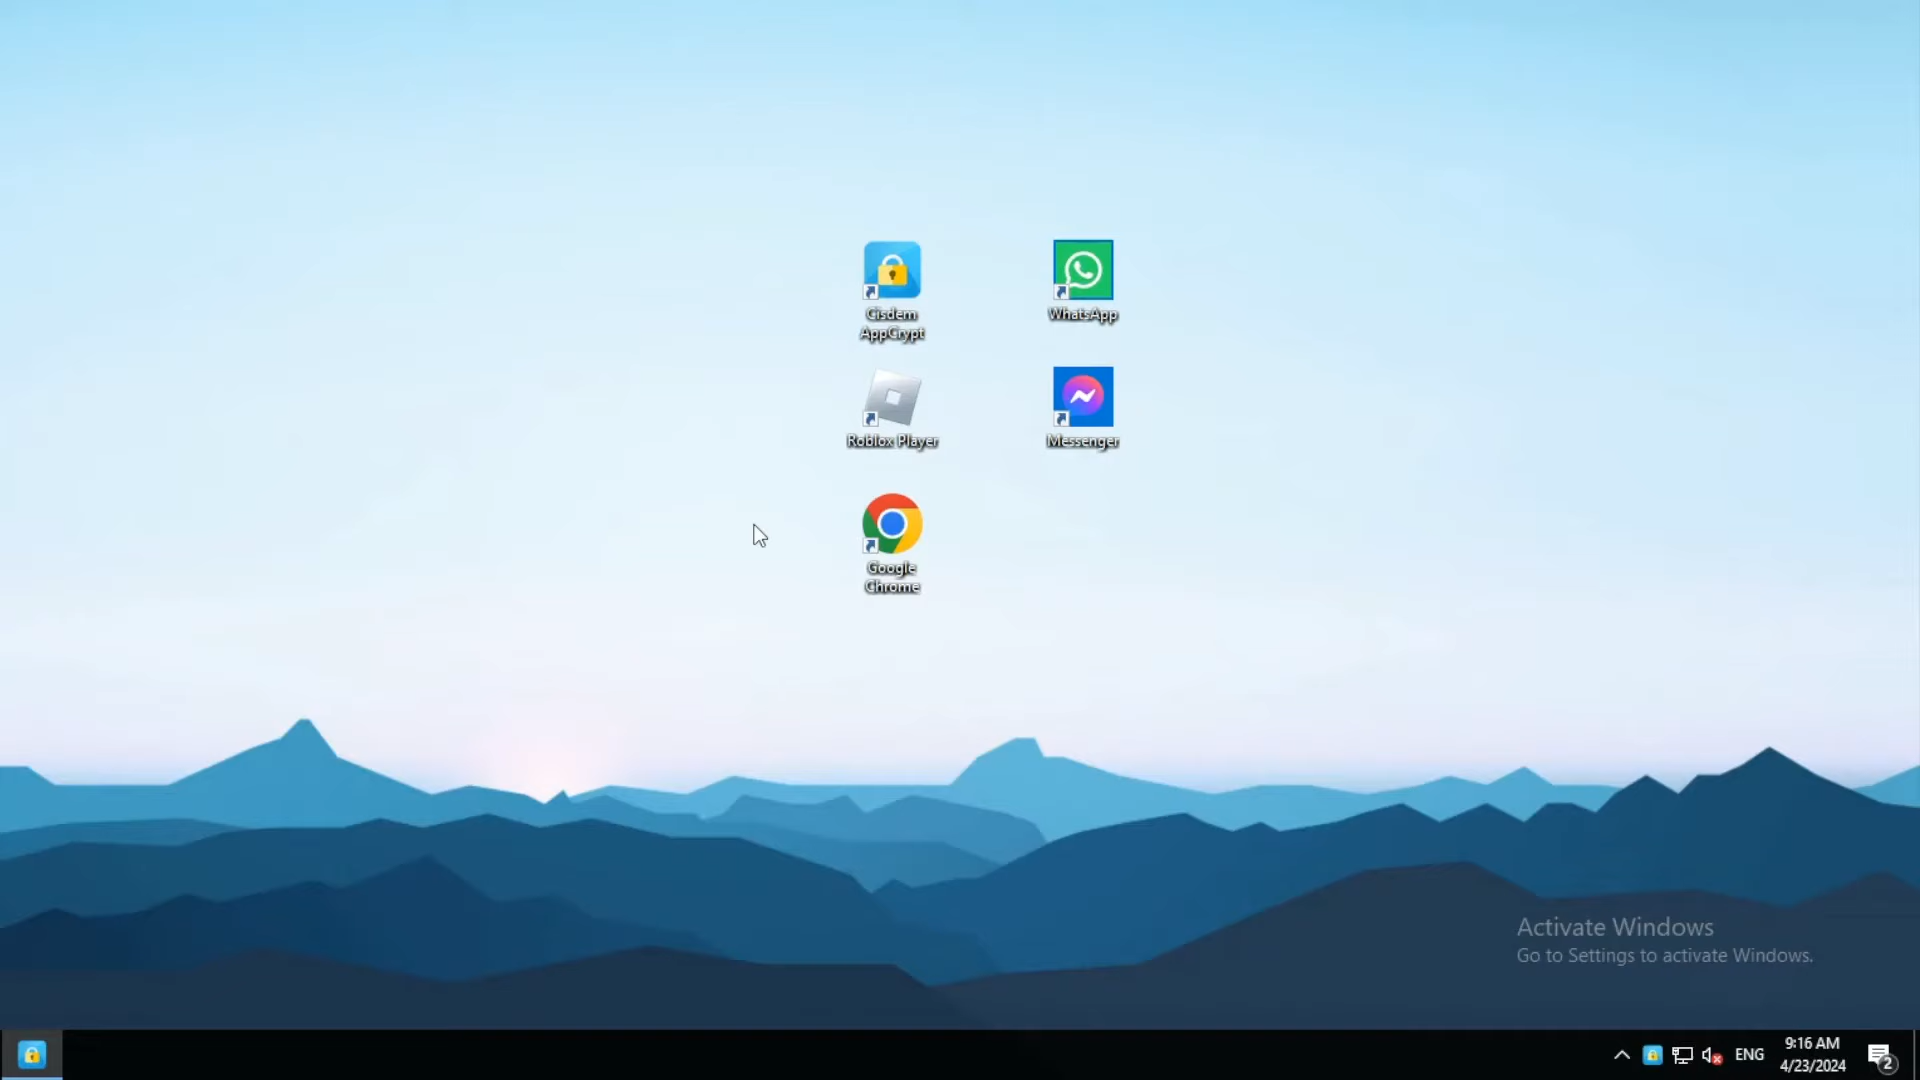 Cisdem
AppCrypt
WhatsApp
Roblox Player
Messenger
Google
Chrome
Activate Windows
Go to Settings to activate Windows.
ENG
9:16 AM
4/23/2024
2